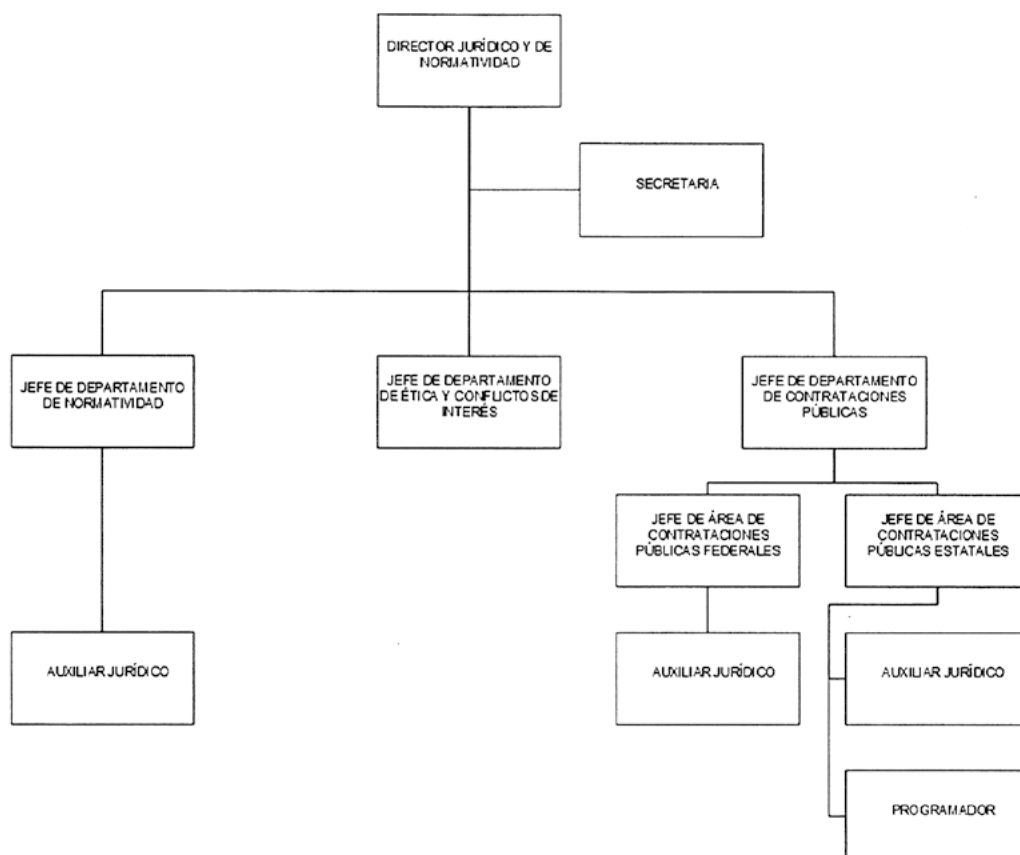 DIRECTOR JURÍDICO Y DE
NORMATIVIDAD
SECRETARIA
JEFE DE DEPARTAMENTO
DE NORMATIVIDAD
JEFE DE DEPARTAMENTO
DE ÉTICA Y CONFLICTOS DE
INTERÉS
JEFE DE DEPARTAMENTO
DE CONTRATACIONES
PÚBLICAS
JEFE DE ÁREA DE
CONTRATACIONES
PÚBLICAS FEDERALES
JEFE DE ÁREA DE
CONTRATACIONES
PÚBLICAS ESTATALES
AUXILIAR JURÍDICO
AUXILIAR JURÍDICO
AUXILIAR JURÍDICO
PROGRAMADOR